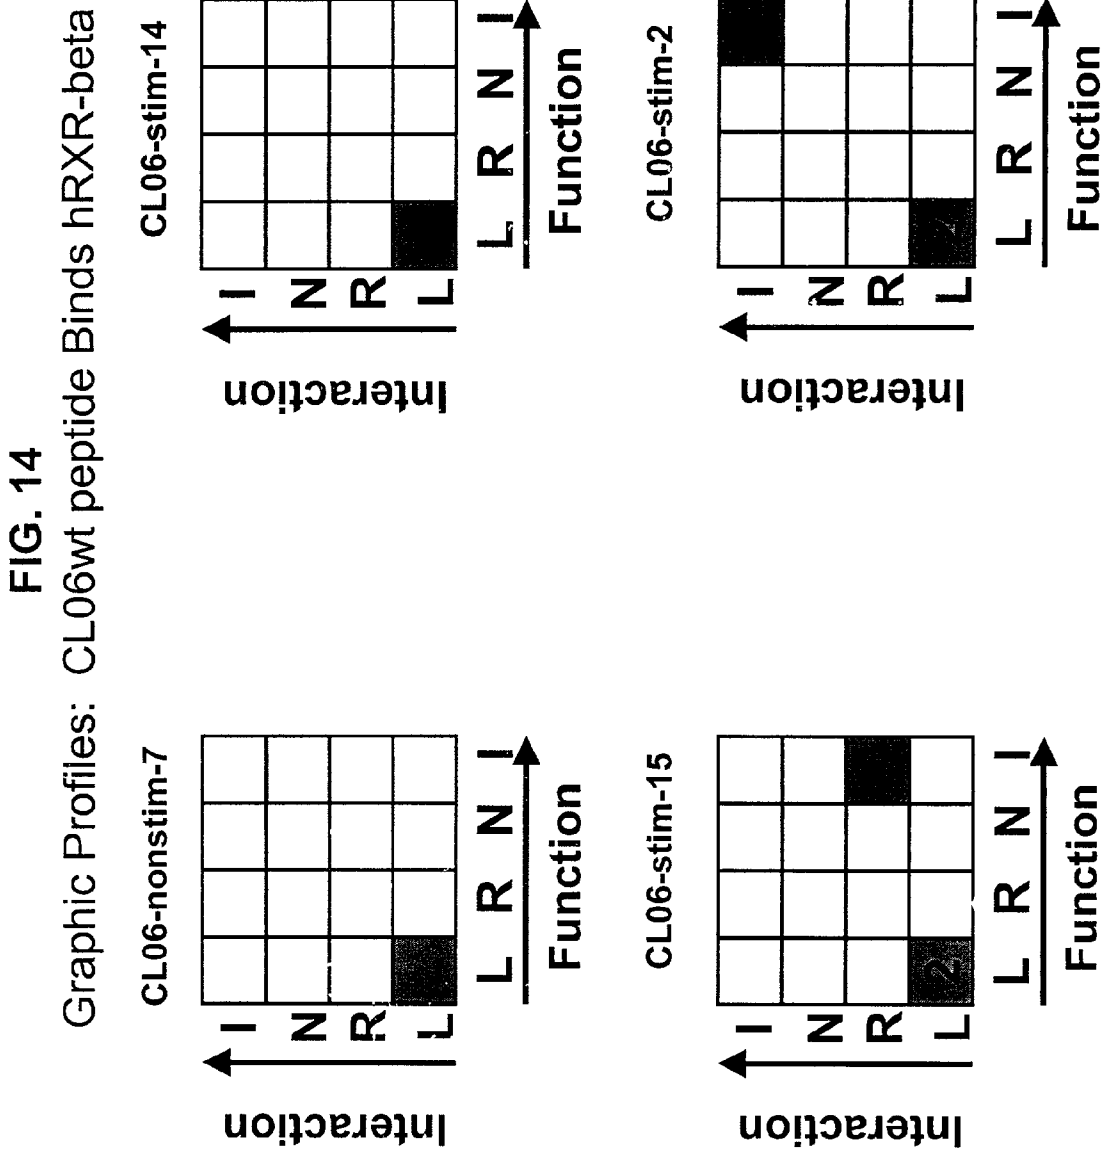 FIG. 14
Graphic Profiles: CL06wt peptide Binds hRXR-beta
CL06-nonstim-7
Interaction
I
N
R
L
L R N I
Function
CL06-stim-14
Interaction
I
N
R
L
L R N I
Function
CL06-stim-15
Interaction
I
N
R
L
2
L R N I
Function
CL06-stim-2
Interaction
I
N
R
L
2
L R N I
Function